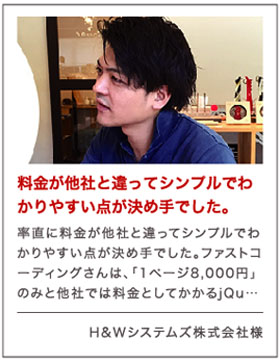 料金が他社と違ってシンプルでわ
かりやすい点が決め手でした。
率直に料金が他社と違ってシンプルでわ
かりやすい点が決め手でした。ファストコ
ーディングさんは、「1ページ8,000円」
のみと他社では料金としてかかるjQu…
H&Wシステムズ株式会社様